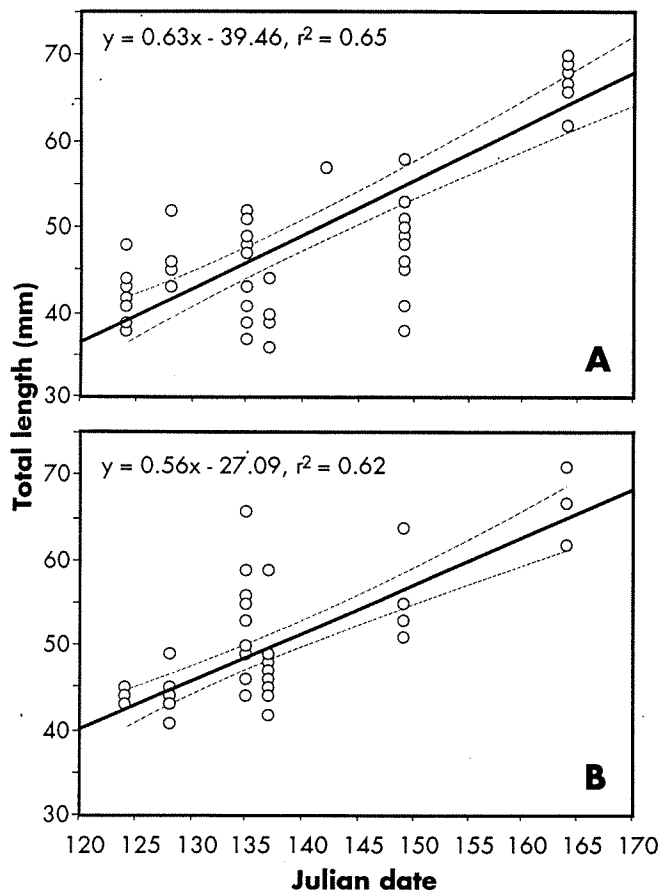 y = 0.63x - 39.46, r² = 0.65
70
60
50
40
30
A
Total length (mm)
y = 0.56x - 27.09, r² = 0.62
70
60
50
40
30
B
120 125 130 135 140 145 150 155 160 165 170
Julian date